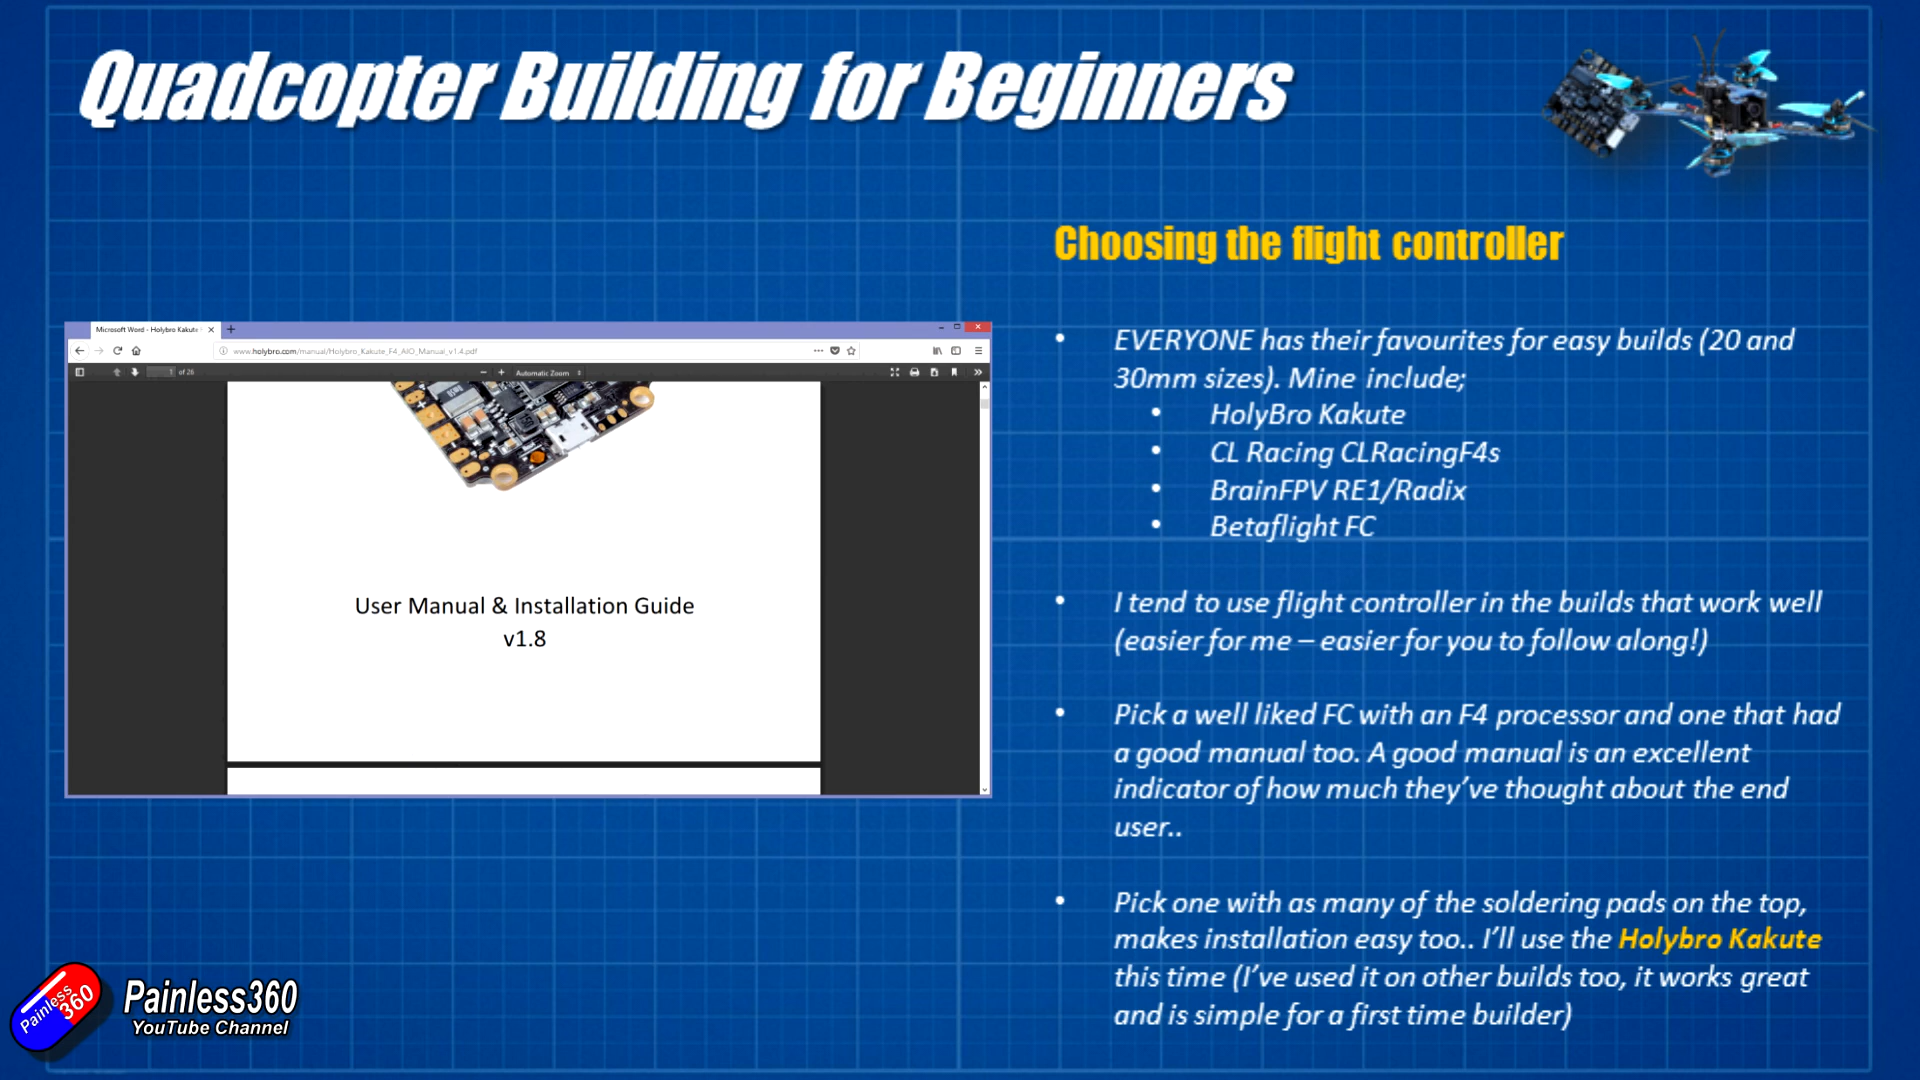 Quadcopter Building for Beginners
Choosing the flight controller
Microsoft Word - Holybro Kakute
www.holybro.com/manual/Holybro_Kakute_F4_AIO_Manual_v1.4.pdf
1 of 26
Automatic Zoom
User Manual & Installation Guide
v1.8
• EVERYONE has their favourites for easy builds (20 and
30mm sizes). Mine include;
• HolyBro Kakute
• CL Racing CLRacingF4s
• BrainFPV RE1/Radix
• Betaflight FC
• I tend to use flight controller in the builds that work well
(easier for me – easier for you to follow along!)
• Pick a well liked FC with an F4 processor and one that had
a good manual too. A good manual is an excellent
indicator of how much they’ve thought about the end
user..
• Pick one with as many of the soldering pads on the top,
makes installation easy too.. I’ll use the Holybro Kakute
this time (I’ve used it on other builds too, it works great
and is simple for a first time builder)
Painless
360
Painless360
YouTube Channel